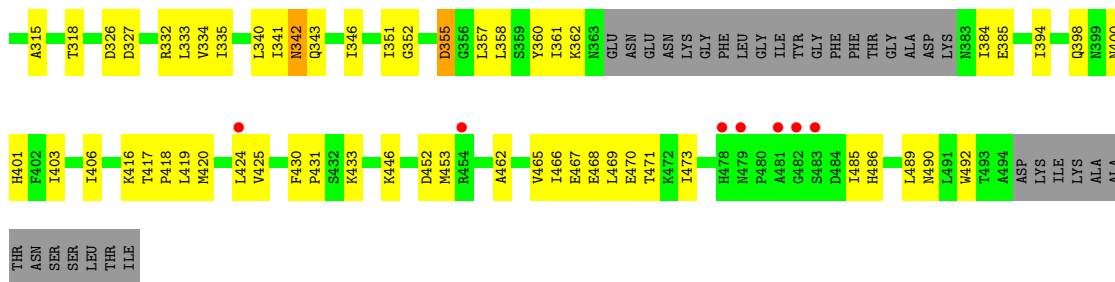 A315 T318 D326 D327 R332 L333 V334 I335 L340 I341 N342 Q343 I346 I351 G352 D355 G356 L357 L358 S359 Y360 I361 K362 N363 GLU ASN GLU ASN LYS GLY PHE LEU GLY ILE TYR GLY PHE PHE THR GLY ALA ASP LYS N383 I384 E385 I394 Q398 N399
H401 F402 I403 I406 K416 T417 P418 L419 M420 L424 V425 F430 P431 S432 K433 K446 D452 M453 R454 A462 V465 I466 E467 E468 L469 E470 T471 K472 I473 H478 N479 P480 A481 G482 S483 D484 I485 H486 L489 N490 L491 W492 T493 A494 ASP LYS ILE LYS ALA ALA
THR ASN SER SER LEU THR ILE